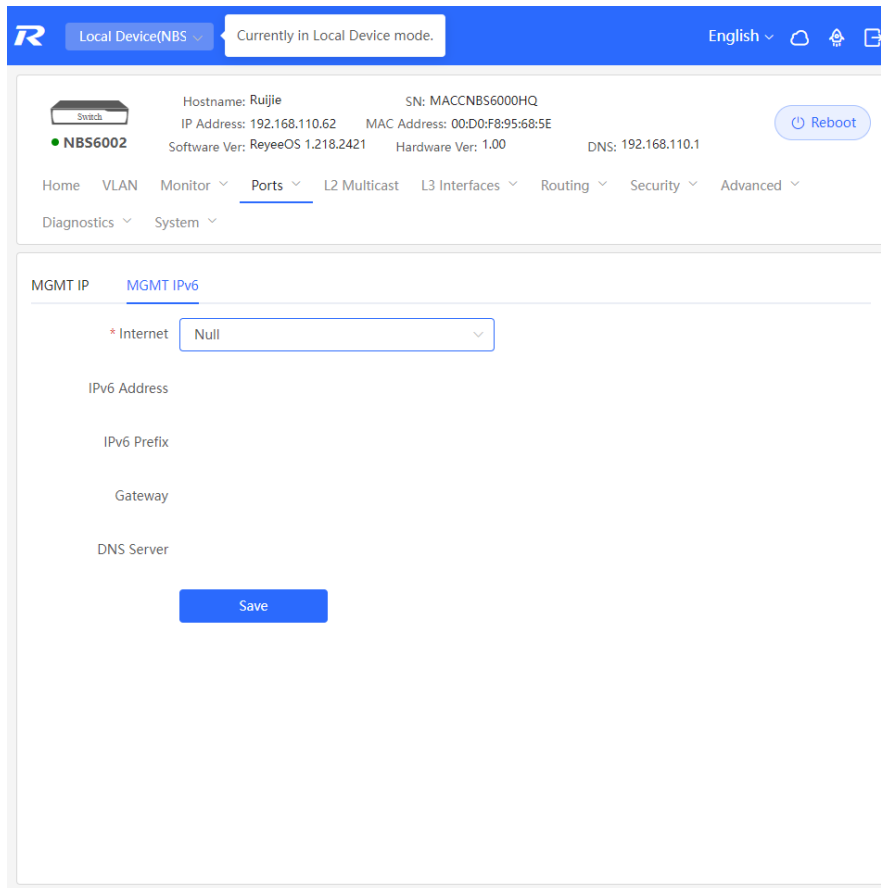 R Local Device(NBS Currently in Local Device mode. English
Switch
NBS6002
Hostname: Ruijie SN: MACCNBS6000HQ
IP Address: 192.168.110.62 MAC Address: 00:D0:F8:95:68:5E
Software Ver: ReyeeOS 1.218.2421 Hardware Ver: 1.00 DNS: 192.168.110.1
Reboot
Home VLAN Monitor Ports L2 Multicast L3 Interfaces Routing Security Advanced
Diagnostics System
MGMT IP MGMT IPv6
* Internet Null
IPv6 Address
IPv6 Prefix
Gateway
DNS Server
Save